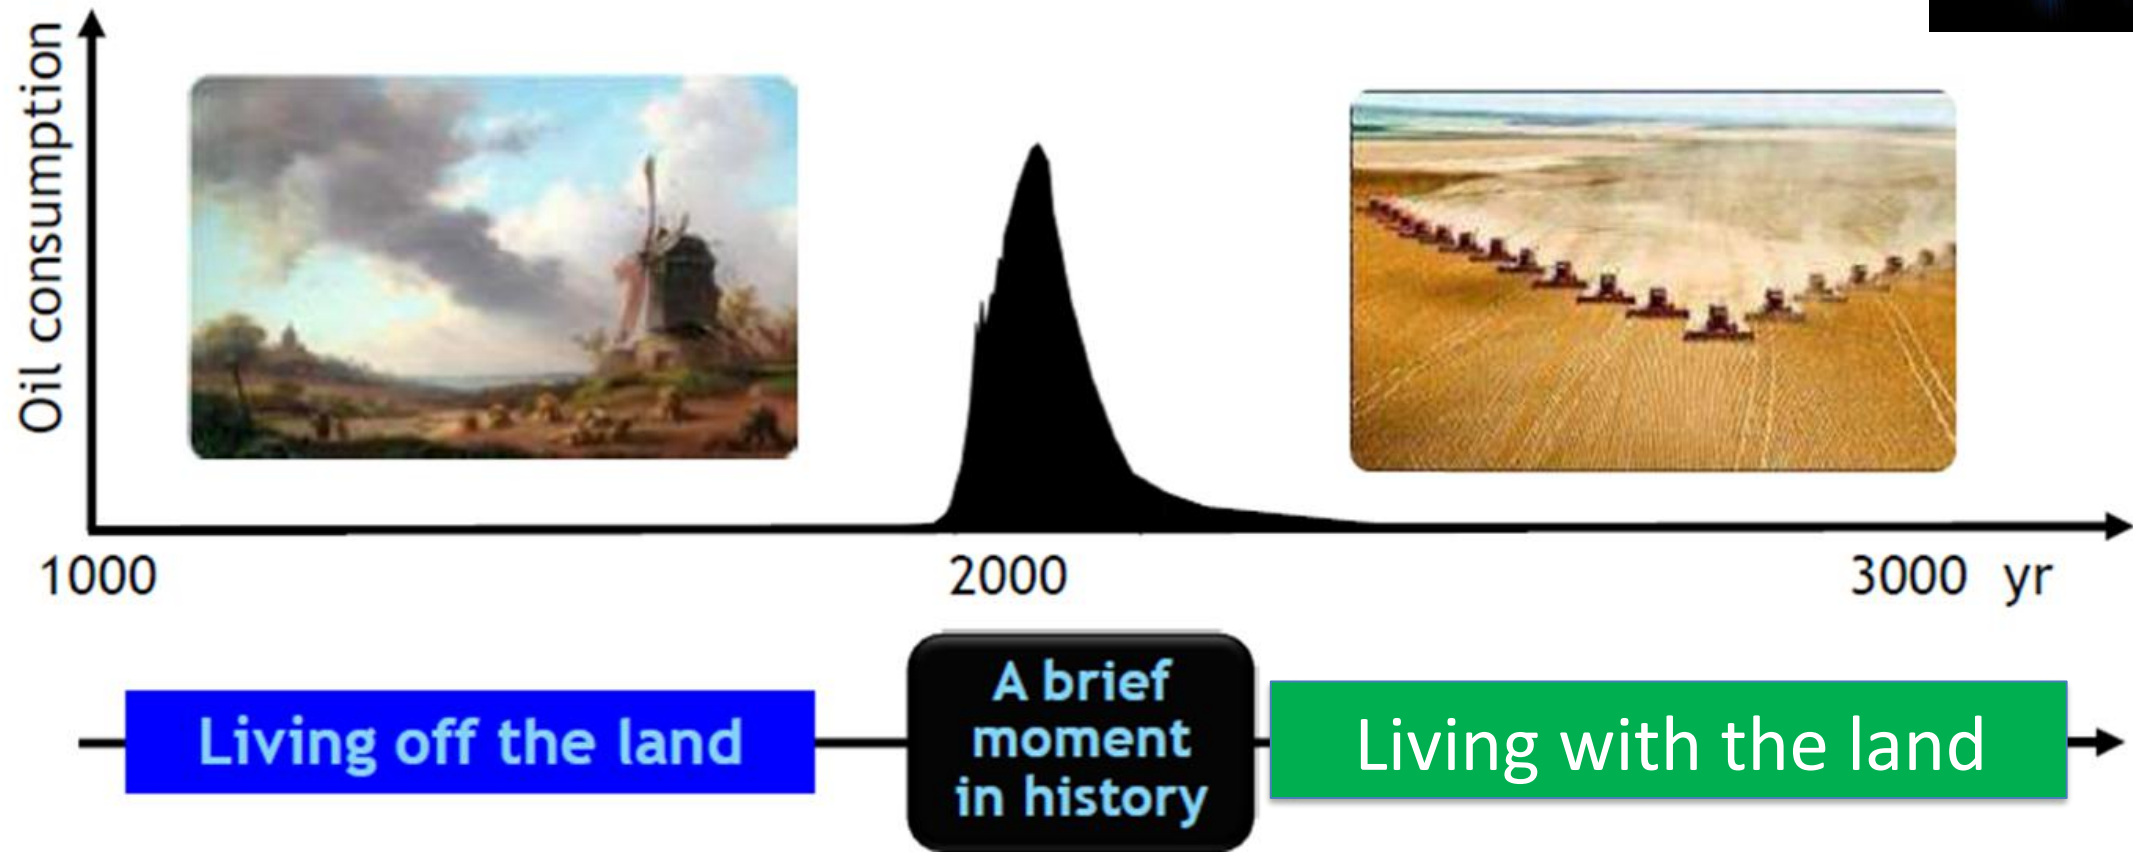 Oil consumption
1000
2000
3000 yr
Living off the land
A brief
moment
in history
Living with the land